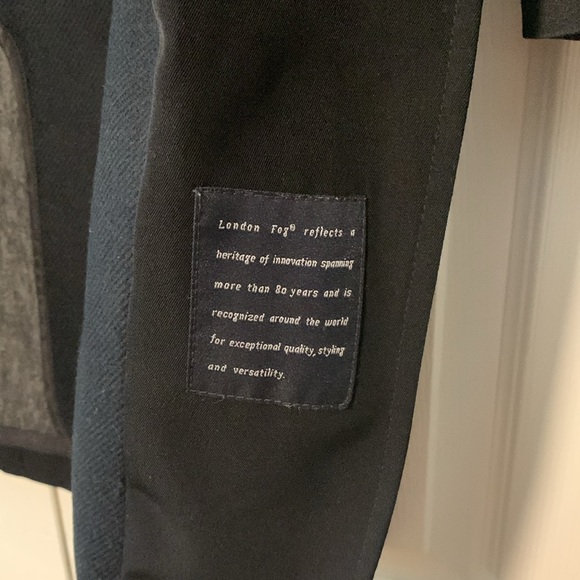 London Fog® reflects a
heritage of innovation spanning
more than 80 years and is
recognized around the world
for exceptional quality, styling
and versatility.